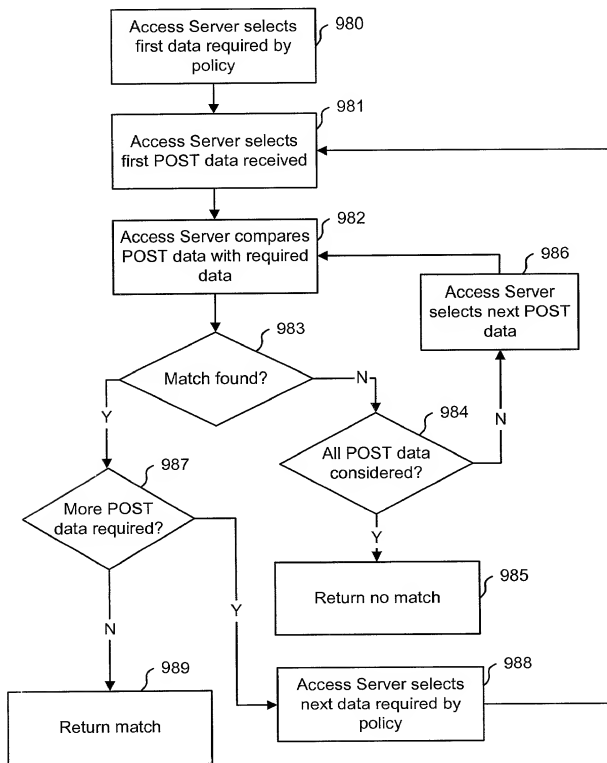 Access Server selects
first data required by
policy
980
Access Server selects
first POST data received
981
Access Server compares
POST data with required
data
982
Access Server
selects next POST
data
986
Match found?
983
N
Y
All POST data
considered?
984
N
Y
More POST
data required?
987
Y
N
Return no match
985
Access Server selects
next data required by
policy
988
Return match
989